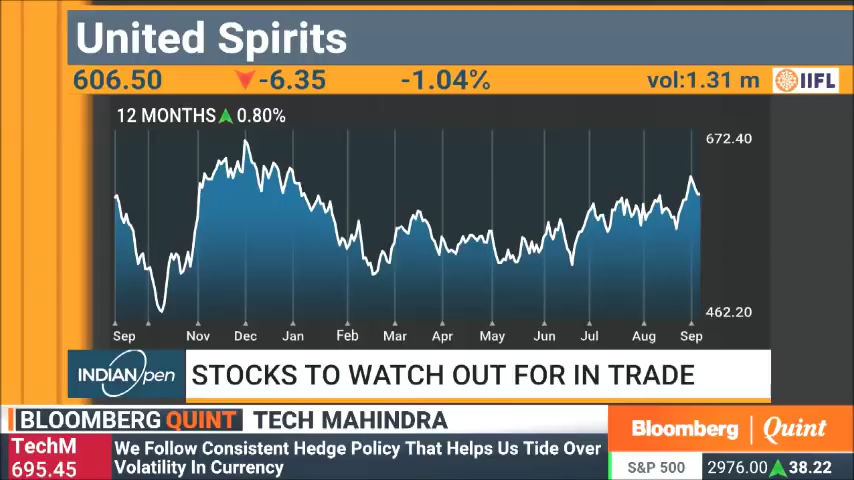 United Spirits
606.50 -6.35 -1.04% vol:1.31 m IIFL
12 MONTHS 0.80%
672.40
462.20
Sep Nov Dec Jan Feb Mar Apr May Jun Jul Aug Sep
INDIAN Open STOCKS TO WATCH OUT FOR IN TRADE
BLOOMBERG QUINT TECH MAHINDRA
Bloomberg | Quint
TechM
695.45
We Follow Consistent Hedge Policy That Helps Us Tide Over
Volatility In Currency
S&P 500 2976.00 38.22